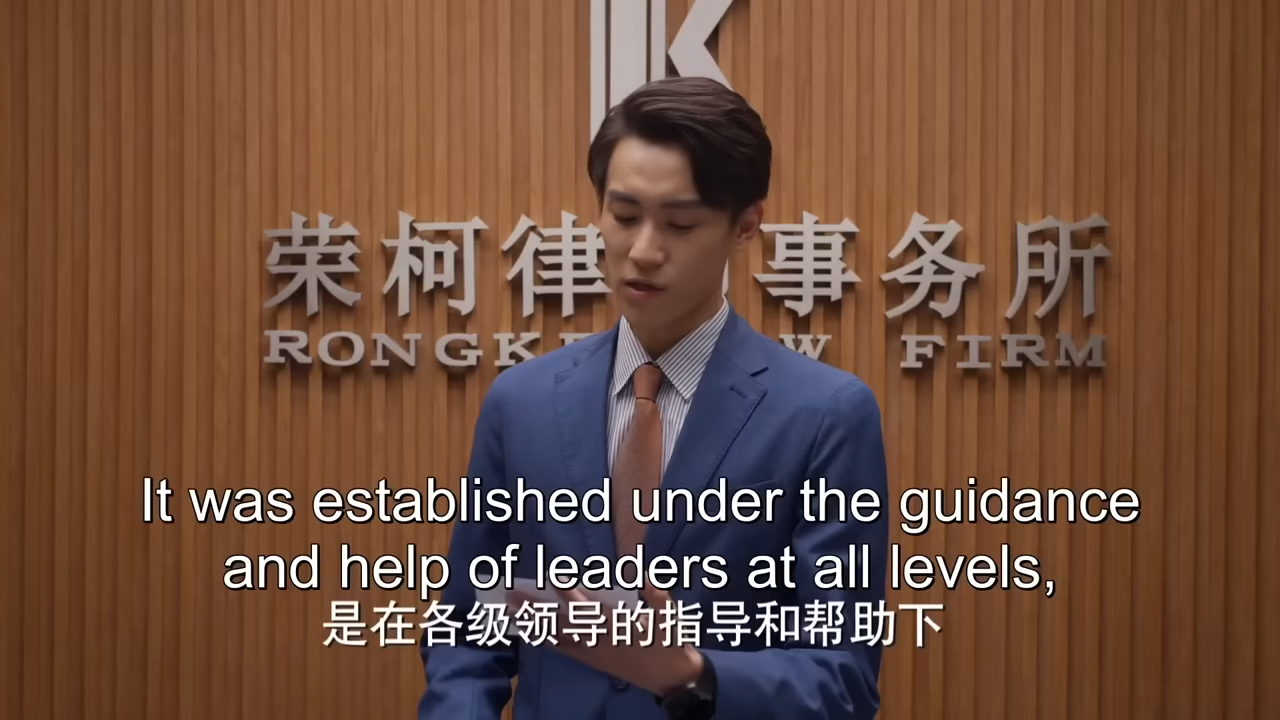 K
荣柯律 事务所
RONGK W FIRM
It was established under the guidance
and help of leaders at all levels,
是在各级领导的指导和帮助下